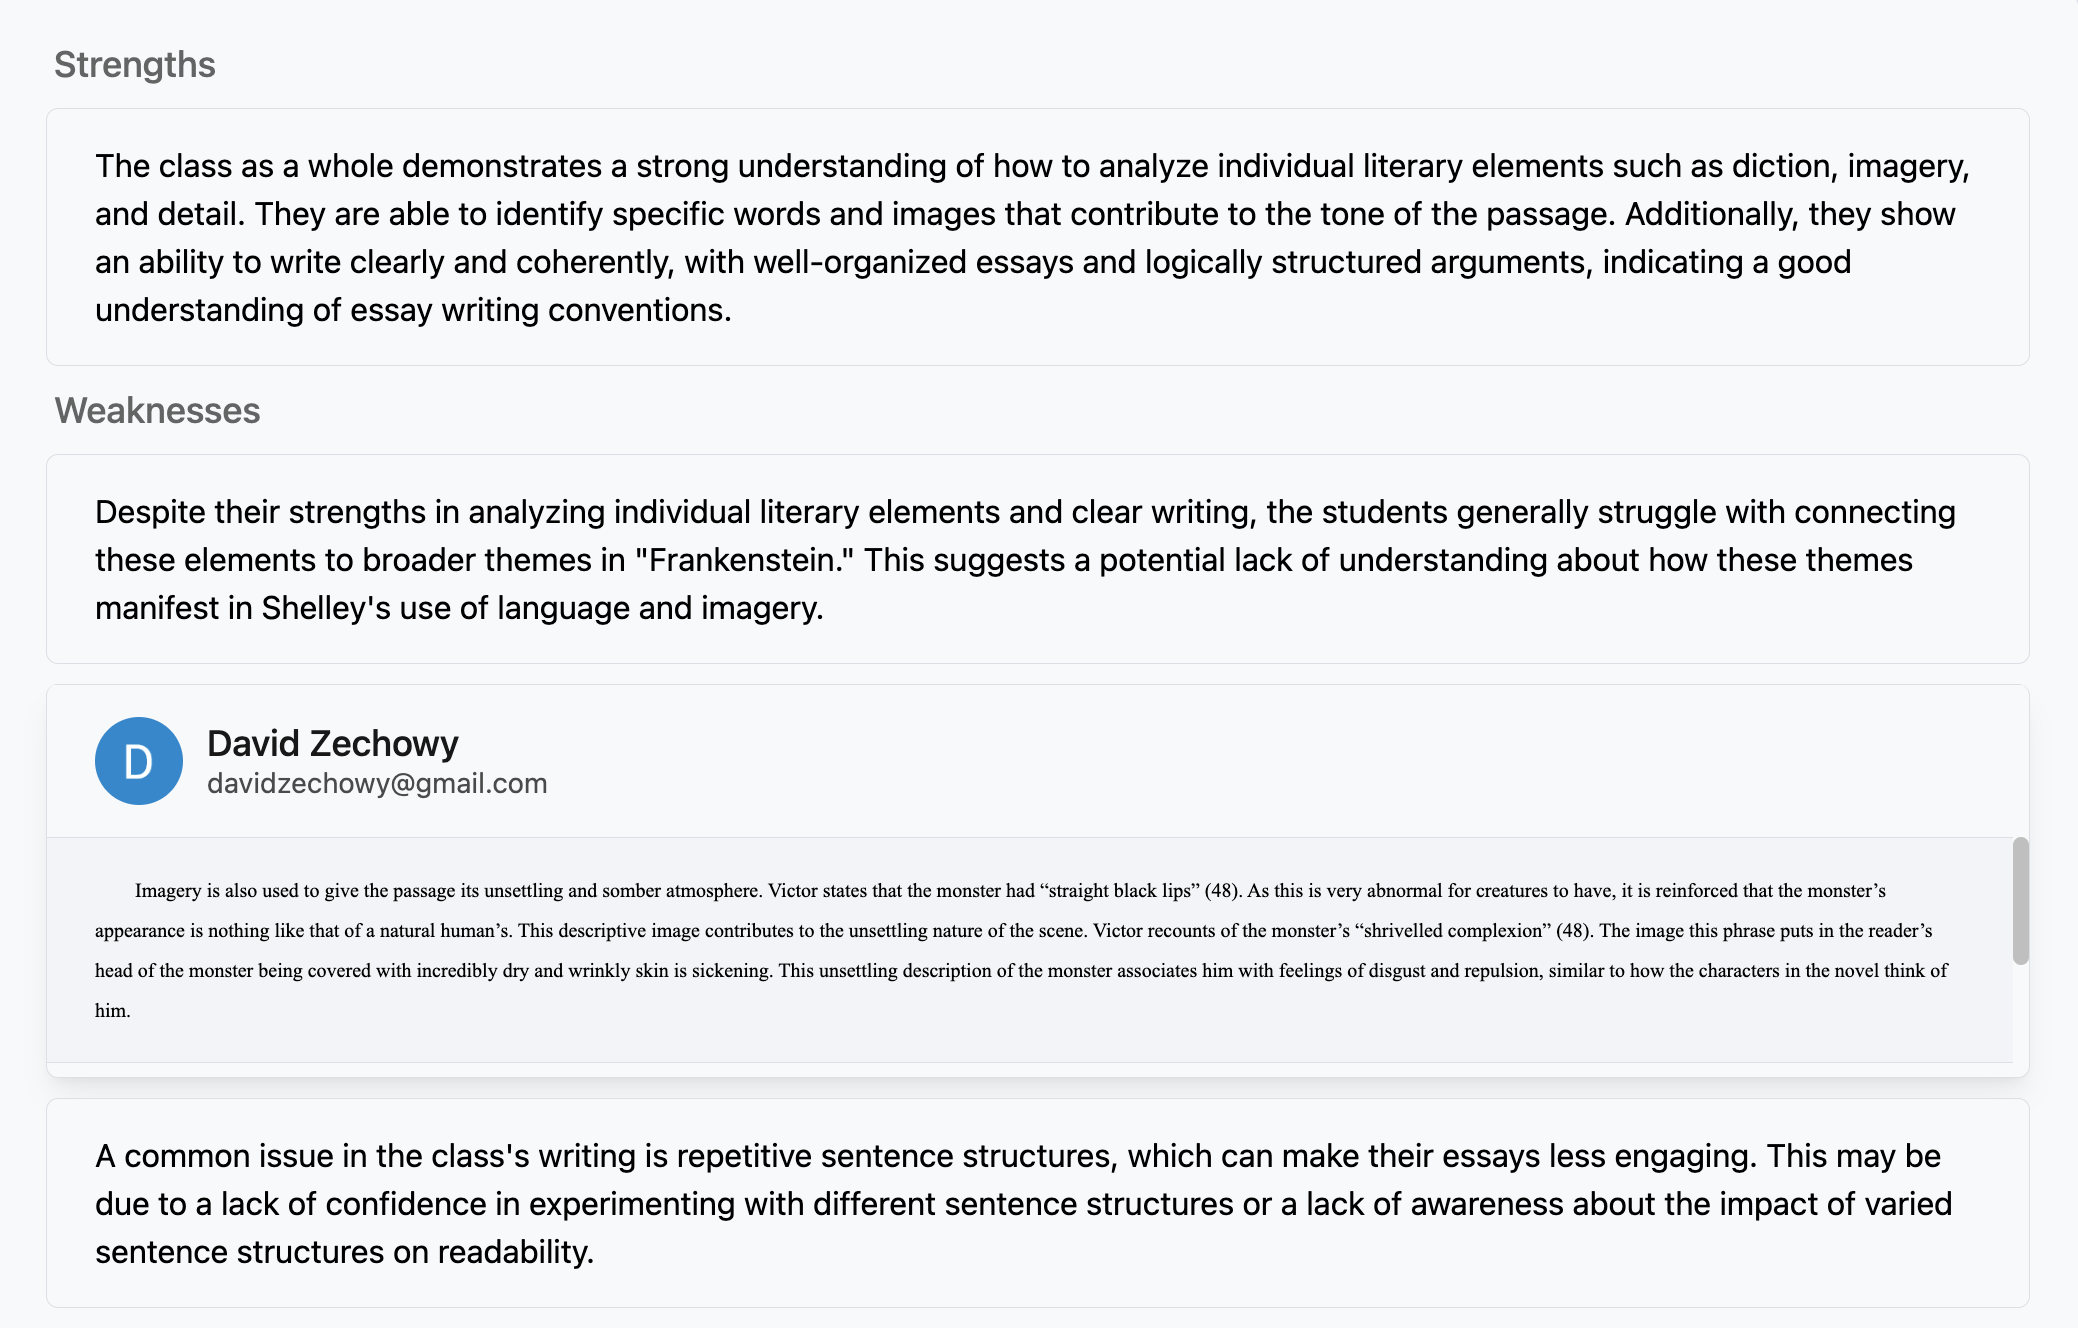 Strengths
The class as a whole demonstrates a strong understanding of how to analyze individual literary elements such as diction, imagery,
and detail. They are able to identify specific words and images that contribute to the tone of the passage. Additionally, they show
an ability to write clearly and coherently, with well-organized essays and logically structured arguments, indicating a good
understanding of essay writing conventions.
Weaknesses
Despite their strengths in analyzing individual literary elements and clear writing, the students generally struggle with connecting
these elements to broader themes in "Frankenstein." This suggests a potential lack of understanding about how these themes
manifest in Shelley's use of language and imagery.
D
David Zechowy
davidzechowy@gmail.com
Imagery is also used to give the passage its unsettling and somber atmosphere. Victor states that the monster had “straight black lips” (48). As this is very abnormal for creatures to have, it is reinforced that the monster’s
appearance is nothing like that of a natural human’s. This descriptive image contributes to the unsettling nature of the scene. Victor recounts of the monster’s “shrivelled complexion” (48). The image this phrase puts in the reader’s
head of the monster being covered with incredibly dry and wrinkly skin is sickening. This unsettling description of the monster associates him with feelings of disgust and repulsion, similar to how the characters in the novel think of
him.
A common issue in the class's writing is repetitive sentence structures, which can make their essays less engaging. This may be
due to a lack of confidence in experimenting with different sentence structures or a lack of awareness about the impact of varied
sentence structures on readability.